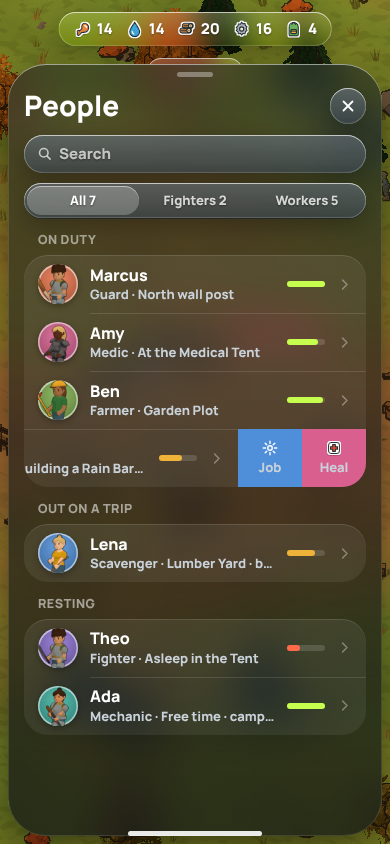 14 14 20 16 4
People
Search
All 7 Fighters 2 Workers 5
ON DUTY
Marcus
Guard · North wall post
Amy
Medic · At the Medical Tent
Ben
Farmer · Garden Plot
uilding a Rain Bar…
Job Heal
OUT ON A TRIP
Lena
Scavenger · Lumber Yard · b…
RESTING
Theo
Fighter · Asleep in the Tent
Ada
Mechanic · Free time · camp…